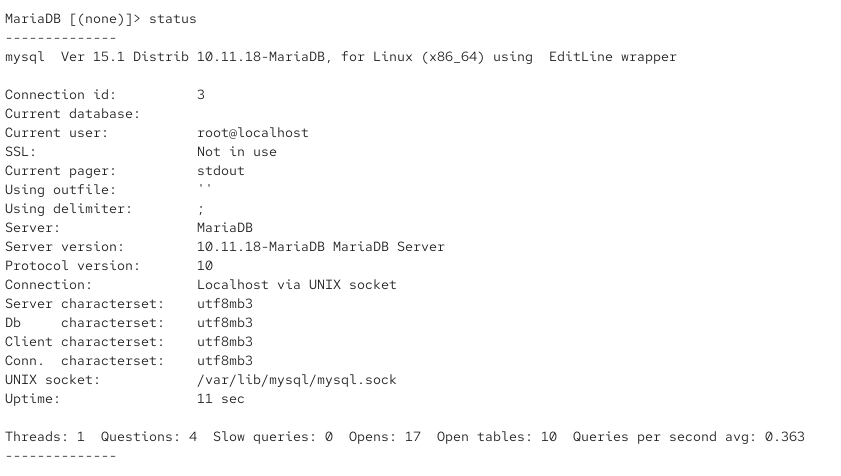 MariaDB [(none)]> status
--------------
mysql  Ver 15.1 Distrib 10.11.18-MariaDB, for Linux (x86_64) using  EditLine wrapper

Connection id:          3
Current database:
Current user:           root@localhost
SSL:                    Not in use
Current pager:          stdout
Using outfile:          ''
Using delimiter:        ;
Server:                 MariaDB
Server version:         10.11.18-MariaDB MariaDB Server
Protocol version:       10
Connection:             Localhost via UNIX socket
Server characterset:    utf8mb3
Db     characterset:    utf8mb3
Client characterset:    utf8mb3
Conn.  characterset:    utf8mb3
UNIX socket:            /var/lib/mysql/mysql.sock
Uptime:                 11 sec

Threads: 1  Questions: 4  Slow queries: 0  Opens: 17  Open tables: 10  Queries per second avg: 0.363
--------------